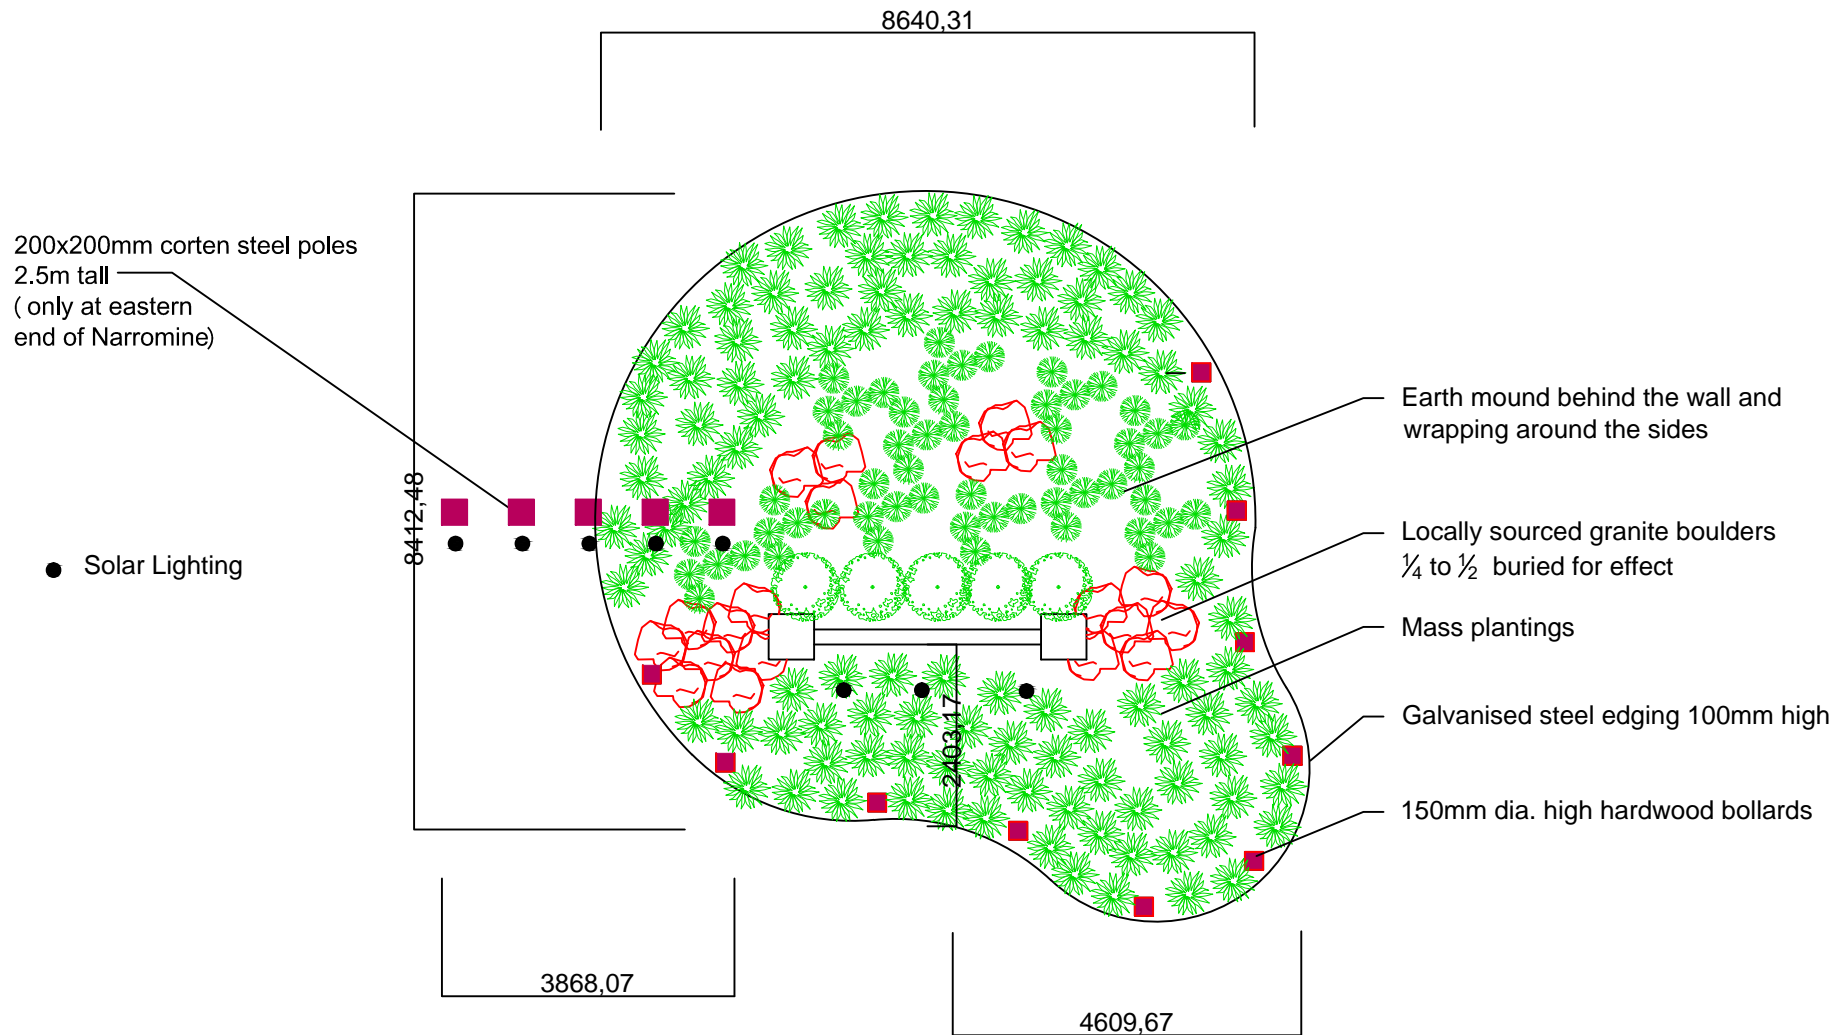 8640,31
200x200mm corten steel poles
2.5m tall
( only at eastern
end of Narromine)
8412,48
Solar Lighting
Earth mound behind the wall and
wrapping around the sides
Locally sourced granite boulders
¼ to ½ buried for effect
Mass plantings
2403,17
Galvanised steel edging 100mm high
150mm dia. high hardwood bollards
3868,07
4609,67